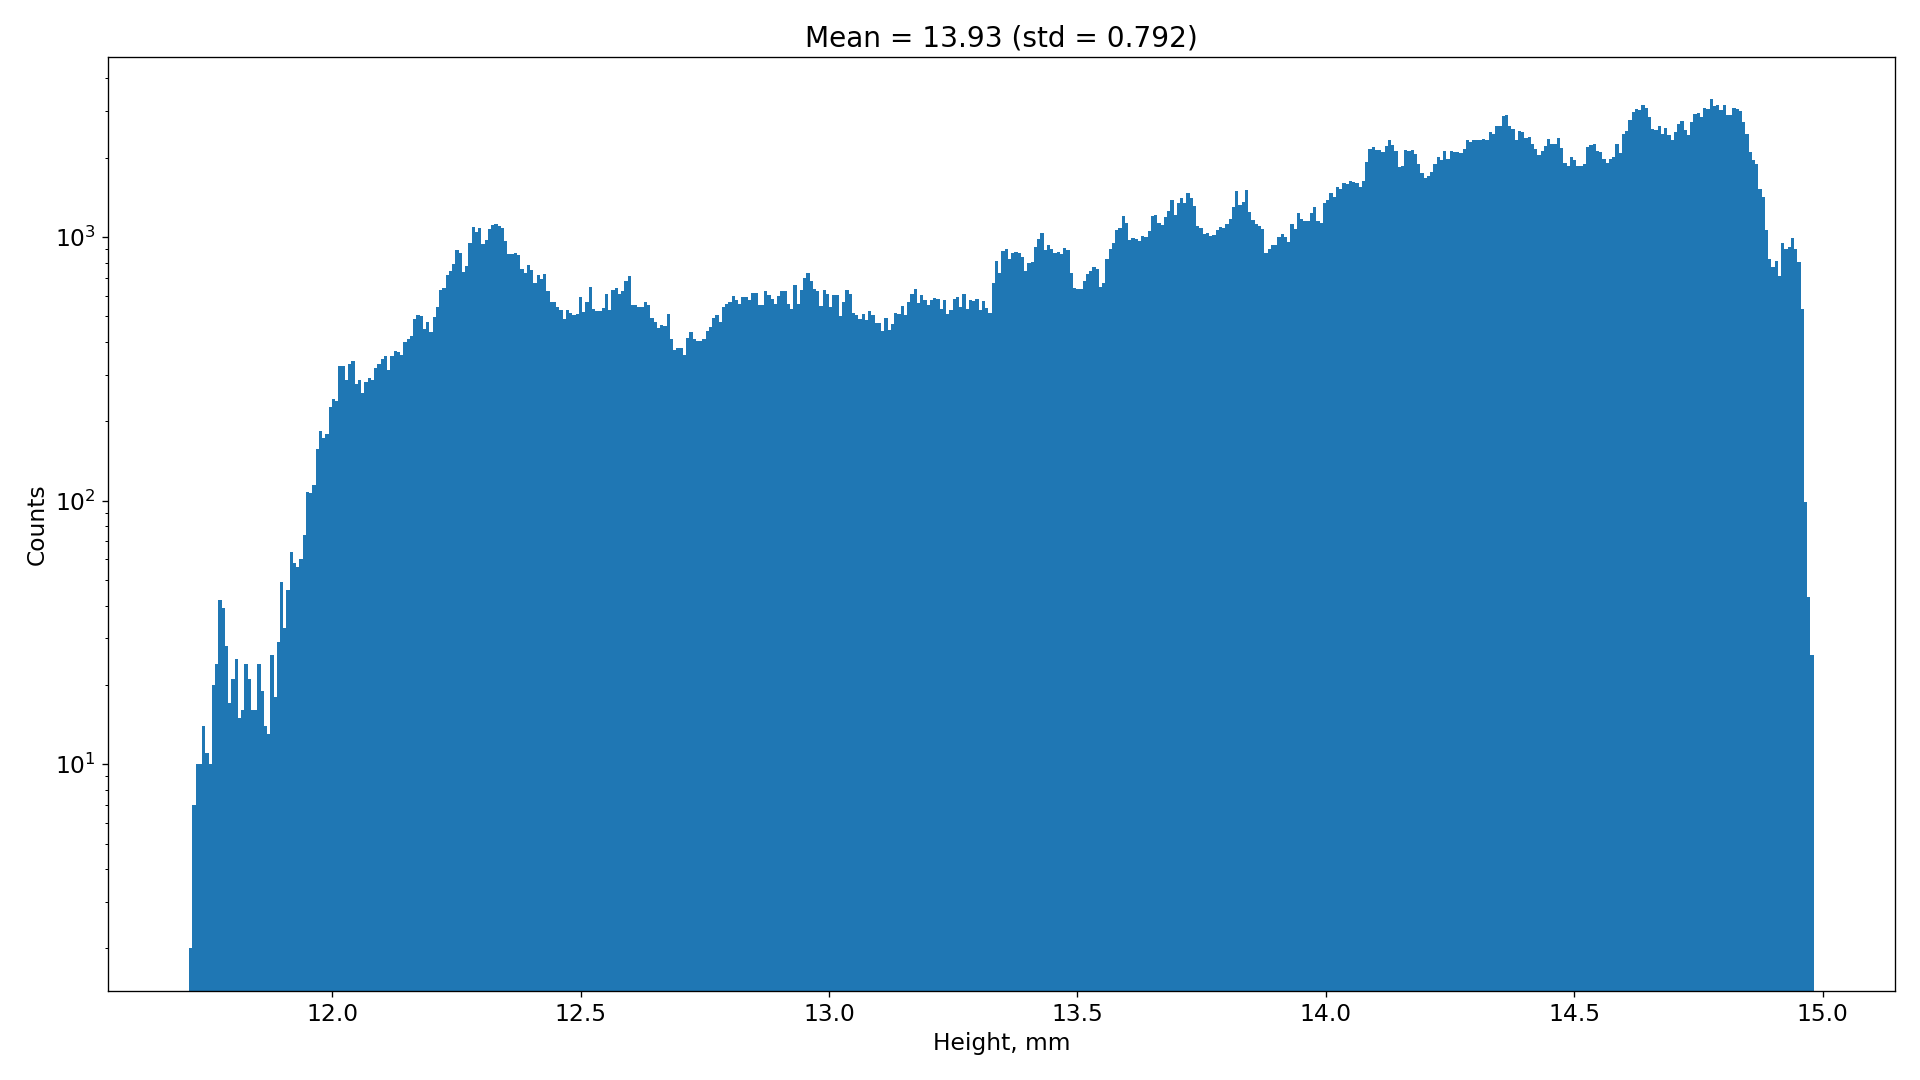 Mean = 13.93 (std = 0.792)
Counts
10³
10²
10¹
12.0 12.5 13.0 13.5 14.0 14.5 15.0
Height, mm